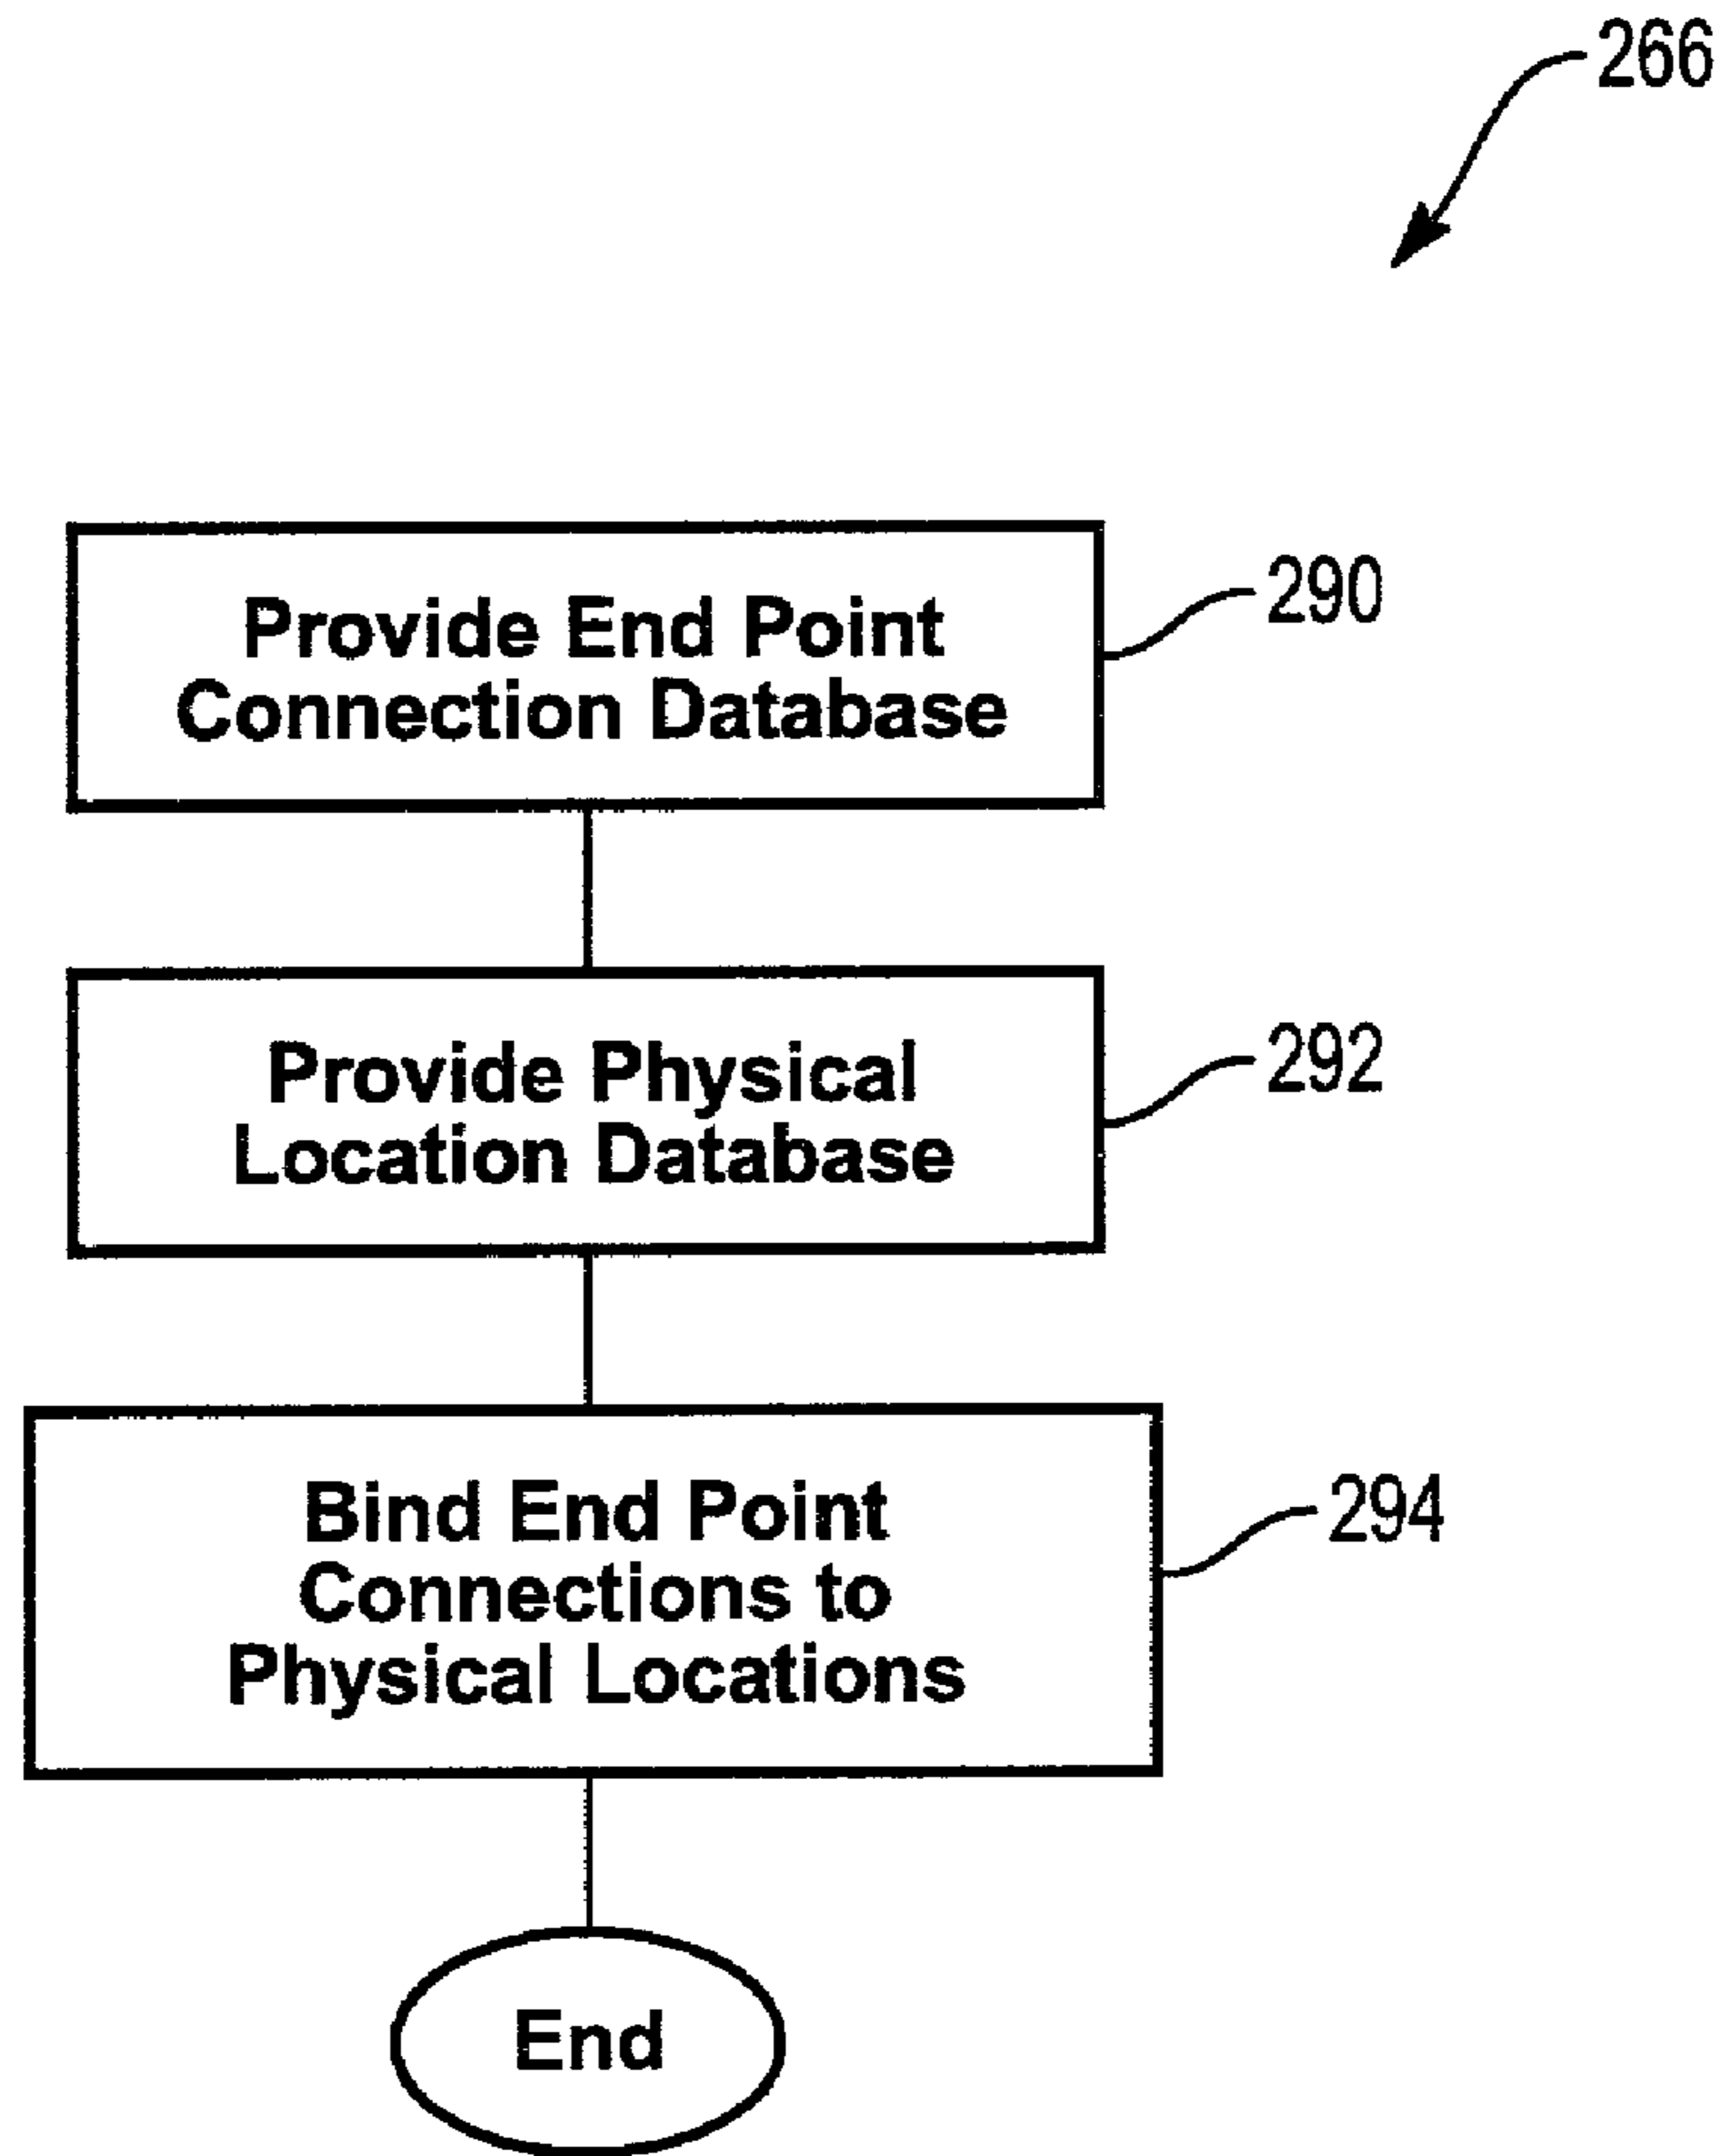 266
Provide End Point
Connection Database
290
Provide Physical
Location Database
292
Bind End Point
Connections to
Physical Locations
294
End